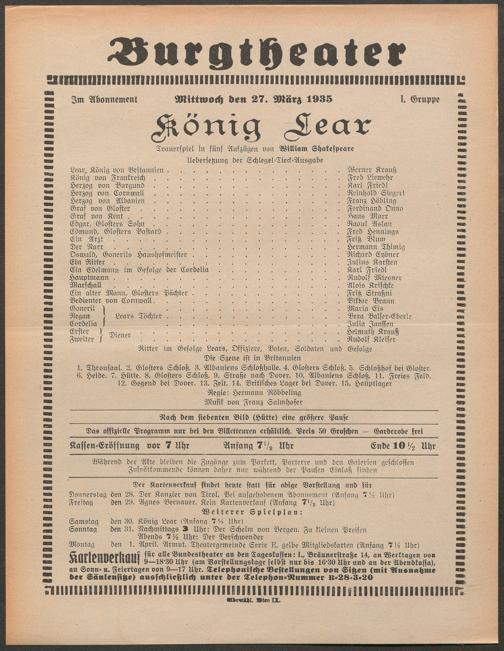 Burgtheater
Im Abonnement Mittwoch den 27. März 1935 I. Gruppe
König Lear
Trauerspiel in fünf Aufzügen von William Shakespeare
Uebersetzung der Schlegel-Tieck-Ausgabe
Lear, König von Britannien . Werner Krauß
König von Frankreich . Fred Liewehr
Herzog von Burgund . Karl Friedl
Herzog von Cornwall . Reinhold Siegert
Herzog von Albanien . Franz Höbling
Graf von Gloster . Ferdinand Onno
Graf von Kent . Hans Marr
Edgar, Glosters Sohn . Raoul Aslan
Edmund, Glosters Bastard . Fred Hennings
Ein Arzt . Fritz Blum
Der Narr . Hermann Thimig
Oswald, Gonerils Haushofmeister . Richard Eybner
Ein Ritter . Julius Karsten
Ein Edelmann im Gefolge der Cordelia . Karl Friedl
Hauptmann . Rudolf
Marschall . Alois
Ein alter Mann, Glosters Pächter . Fritz Straßni
Bedienter von Cornwall . Viktor Braun
Goneril } Maria Eis
Regan } Lears Töchter . Vera Balser-Eberle
Cordelia } Julia Janssen
Erster } Diener . Helmuth Krauß
Zweiter } Rudolf Kleiser
Ritter im Gefolge Lears, Offiziere, Boten, Soldaten und Gefolge
Die Szene ist in Britannien
1. Thronsaal. 2. Glosters Schloß. 3. Albaniens Schloßhalle. 4. Glosters Schloß. 5. Schloßhof bei Gloster.
6. Heide. 7. Hütte. 8. Glosters Schloß. 9. Straße nach Dover. 10. Albaniens Schloß. 11. Freies Feld.
12. Gegend bei Dover. 13. Zelt. 14. Britisches Lager bei Dover. 15. Hauptlager
Regie: Hermann Röbbeling
Musik von Franz Salmhofer
Nach dem siebenten Bild (Hütte) eine größere Pause
Das offizielle Programm nur bei den Billetteuren erhältlich. Preis 50 Groschen — Garderobe frei
Kassen-Eröffnung vor 7 Uhr Anfang 7½ Uhr Ende 10½ Uhr
Während der Akte bleiben die Zugänge zum Parkett, Parterre und den Galerien geschlossen
Zuspätkommende können daher nur während der Pausen Einlaß finden
Der Kartenverkauf findet heute statt für obige Vorstellung und für
Donnerstag den 28. Der Kanzler von Tirol. Bei aufgehobenem Abonnement (Anfang 7½ Uhr)
Freitag den 29. Agnes Bernauer. Kein Kartenverkauf (Anfang 7½ Uhr)
Weiterer Spielplan:
Samstag den 30. König Lear (Anfang 7½ Uhr)
Sonntag den 31. Nachmittags 3 Uhr: Der Schelm von Bergen. Zu kleinen Preisen
Abends 7½ Uhr: Der Verschwender
Montag den 1. April. Armut. Theatergemeinde Serie E, gelbe Mitgliedskarten (Anfang 7½ Uhr)
Kartenverkauf für alle Bundestheater an den Tageskassen: I., Bräunerstraße 14, an Werktagen von
9—18·30 Uhr (am Vorstellungstage selbst nur bis 16·30 Uhr und an der Abendkassa),
an Sonn- u. Feiertagen von 9—17 Uhr. Telephonische Bestellungen von Sitzen (mit Ausnahme
der Säulensitze) ausschließlich unter der Telephon-Nummer R-28-3-20
Elbemühl, Wien IX.